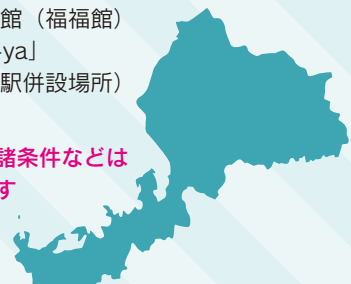 館（福福館）
ya」
駅併設場所）
諸条件などは
す